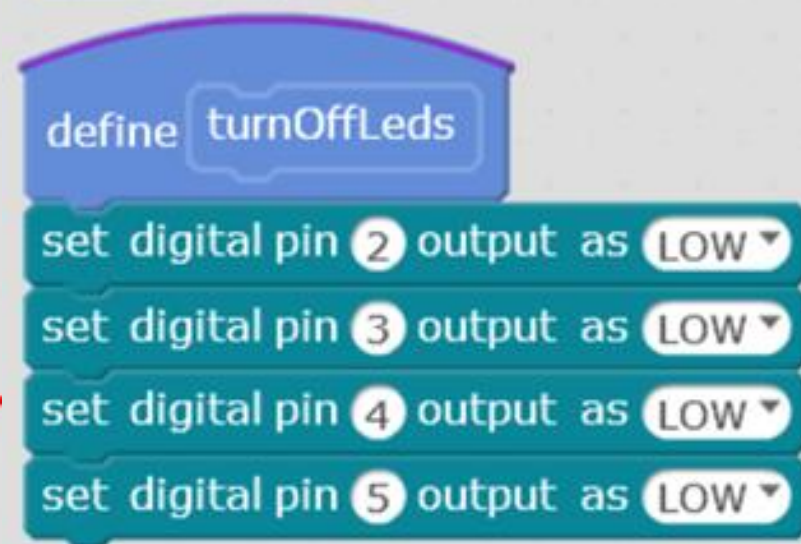 define turnOffLeds
set digital pin 2 output as LOW
set digital pin 3 output as LOW
set digital pin 4 output as LOW
set digital pin 5 output as LOW